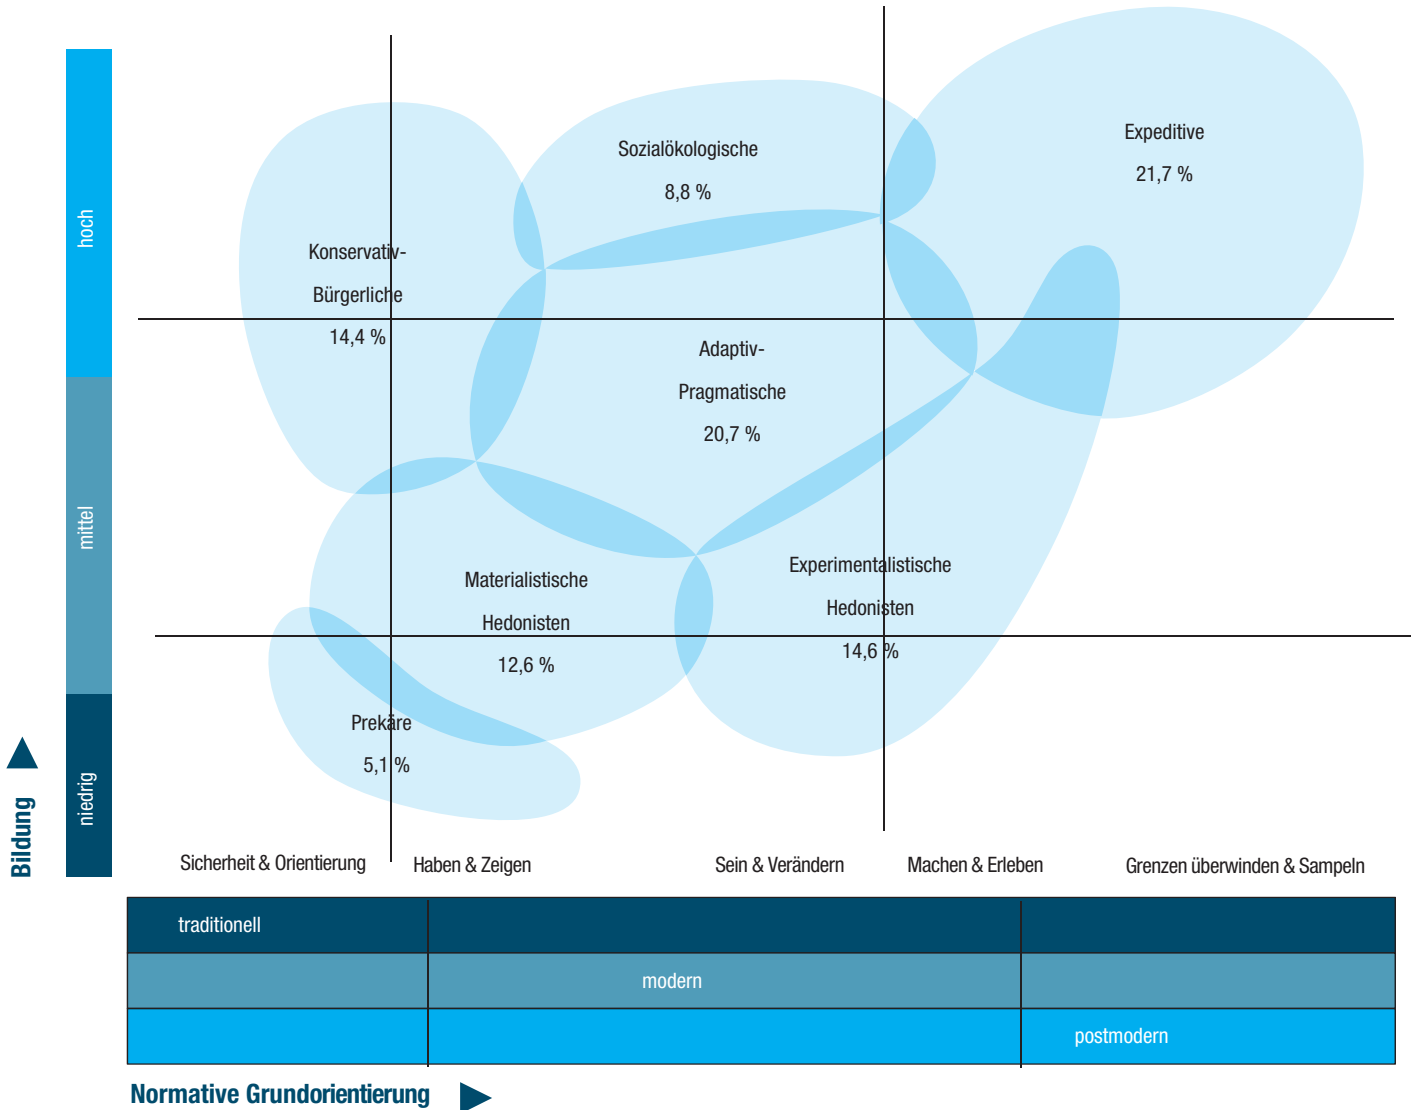 Expeditive
21,7 %
Sozialökologische
8,8 %
Konservativ-
Bürgerliche
14,4 %
Adaptiv-
Pragmatische
20,7 %
Experimentalistische
Hedonisten
14,6 %
Materialistische
Hedonisten
12,6 %
Prekäre
5,1 %
hoch
mittel
niedrig
Bildung
Sicherheit & Orientierung
Haben & Zeigen
Sein & Verändern
Machen & Erleben
Grenzen überwinden & Sampeln
traditionell
modern
postmodern
Normative Grundorientierung